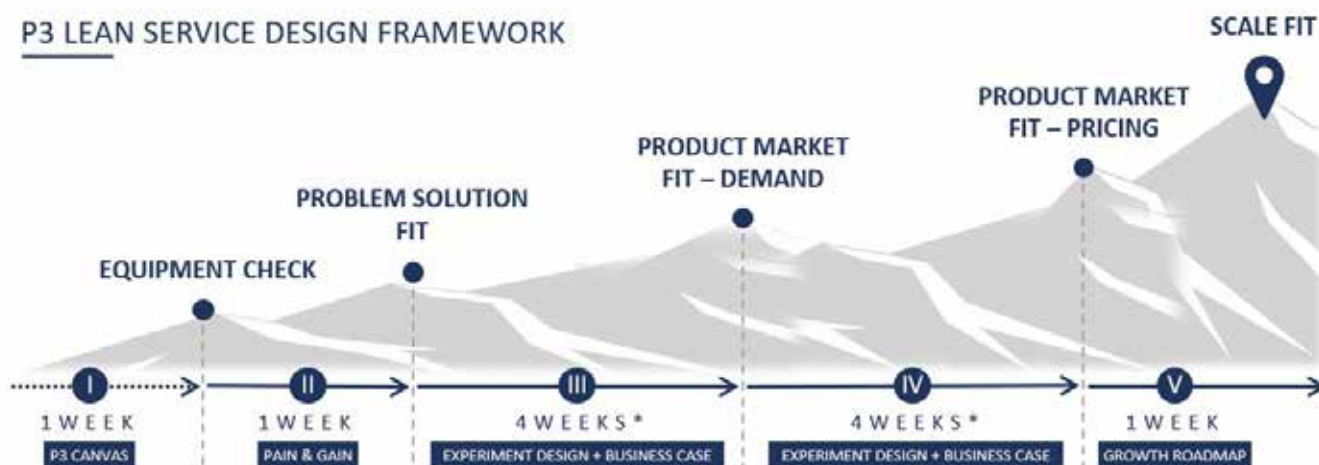 P3 LEAN SERVICE DESIGN FRAMEWORK
SCALE FIT
PRODUCT MARKET
FIT – PRICING
PRODUCT MARKET
FIT – DEMAND
PROBLEM SOLUTION
FIT
EQUIPMENT CHECK
I
II
III
IV
V
1 WEEK
1 WEEK
4 WEEKS*
4 WEEKS*
1 WEEK
P3 CANVAS
PAIN & GAIN
EXPERIMENT DESIGN + BUSINESS CASE
EXPERIMENT DESIGN + BUSINESS CASE
GROWTH ROADMAP